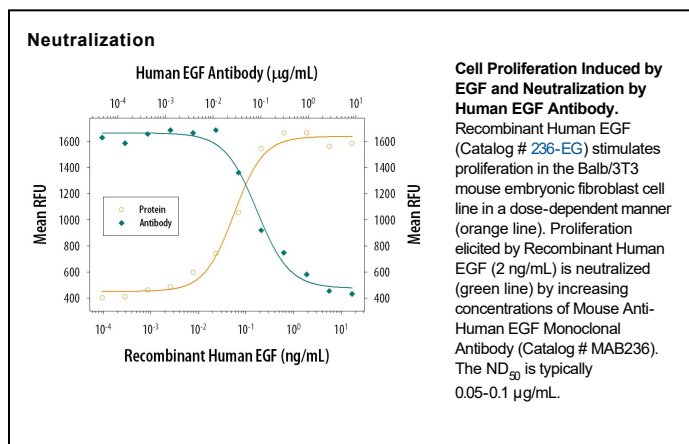 Neutralization
Human EGF Antibody (µg/mL)
10⁻⁴ 10⁻³ 10⁻² 10⁻¹ 10⁰ 10¹
Mean RFU
1600
1400
1200
1000
800
600
400
Protein
Antibody
1600
1400
1200
1000
800
600
400
Mean RFU
10⁻⁴ 10⁻³ 10⁻² 10⁻¹ 10⁰ 10¹
Recombinant Human EGF (ng/mL)
Cell Proliferation Induced by
EGF and Neutralization by
Human EGF Antibody.
Recombinant Human EGF
(Catalog # 236-EG) stimulates
proliferation in the Balb/3T3
mouse embryonic fibroblast cell
line in a dose-dependent manner
(orange line). Proliferation
elicited by Recombinant Human
EGF (2 ng/mL) is neutralized
(green line) by increasing
concentrations of Mouse Anti-
Human EGF Monoclonal
Antibody (Catalog # MAB236).
The ND₅₀ is typically
0.05-0.1 µg/mL.